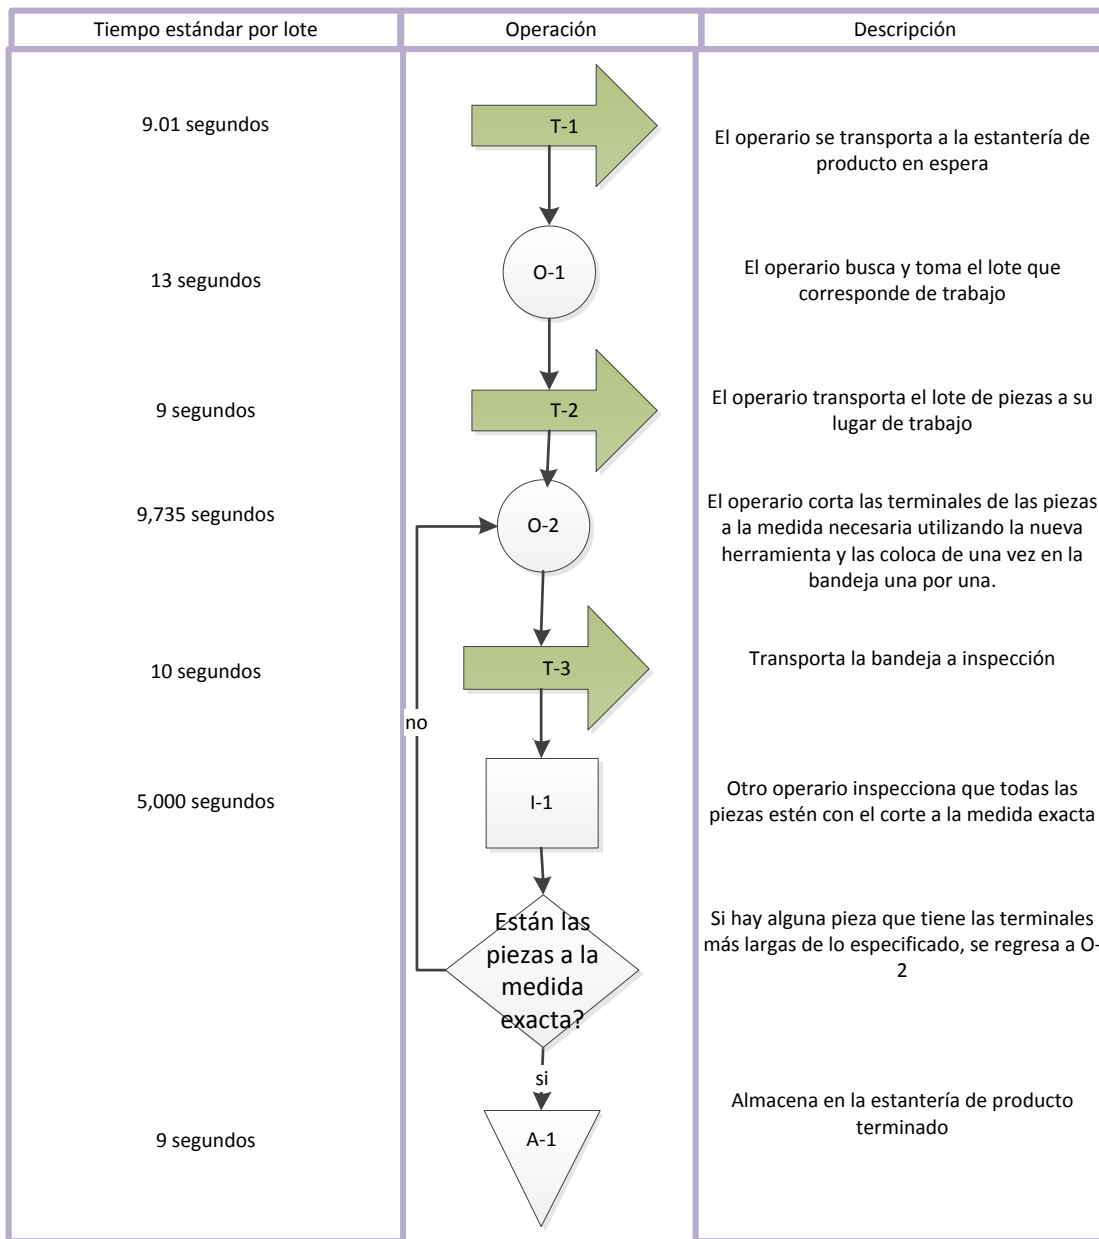 Tiempo estándar por lote
Operación
Descripción
9.01 segundos
T-1
El operario se transporta a la estantería de
producto en espera
13 segundos
O-1
El operario busca y toma el lote que
corresponde de trabajo
9 segundos
T-2
El operario transporta el lote de piezas a su
lugar de trabajo
9,735 segundos
O-2
El operario corta las terminales de las piezas
a la medida necesaria utilizando la nueva
herramienta y las coloca de una vez en la
bandeja una por una.
10 segundos
T-3
Transporta la bandeja a inspección
no
5,000 segundos
I-1
Otro operario inspecciona que todas las
piezas estén con el corte a la medida exacta
Están las
piezas a la
medida
exacta?
Si hay alguna pieza que tiene las terminales
más largas de lo especificado, se regresa a O-
2
si
9 segundos
A-1
Almacena en la estantería de producto
terminado